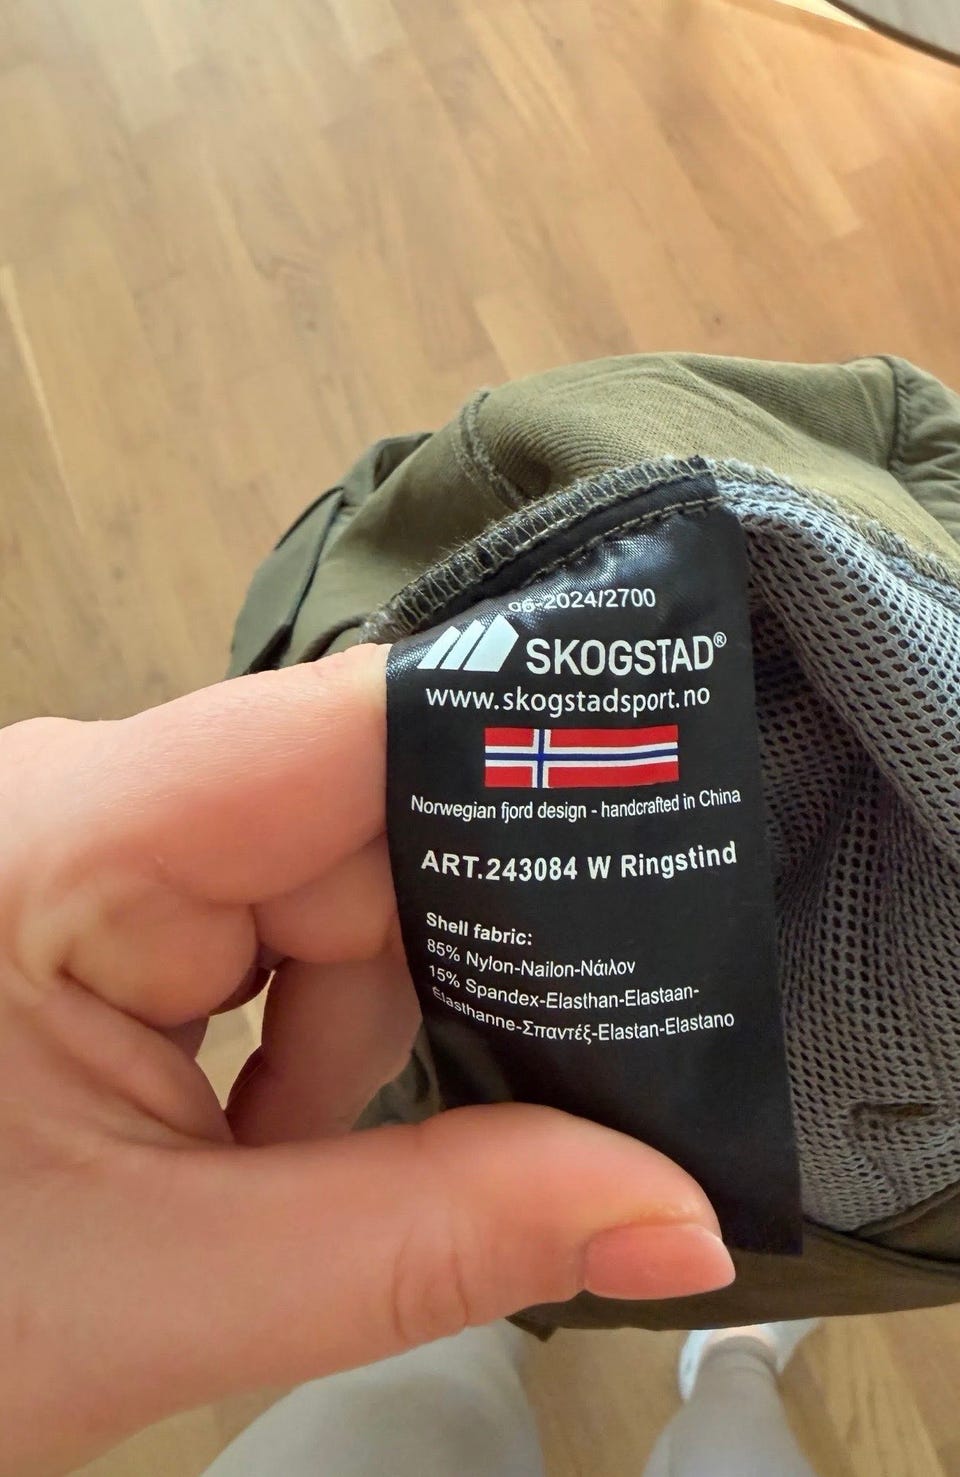 06-2024/2700
SKOGSTAD®
www.skogstadsport.no
Norwegian fjord design - handcrafted in China
ART.243084 W Ringstind
Shell fabric:
85% Nylon-Nailon-Νάιλον
15% Spandex-Elasthan-Elastaan-
Elasthanne-Σπαντέξ-Elastan-Elastano